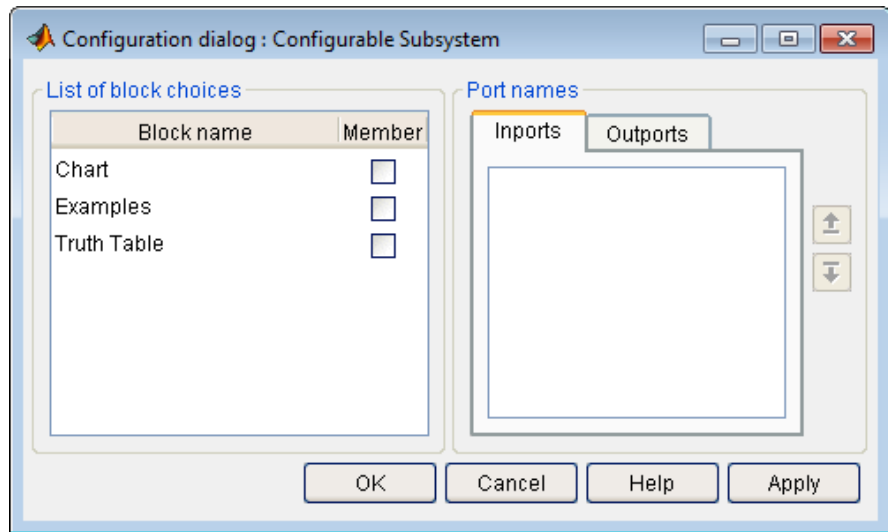 Configuration dialog : Configurable Subsystem
List of block choices
Block name Member
Chart
Examples
Truth Table
Port names
Inports Outports
OK Cancel Help Apply